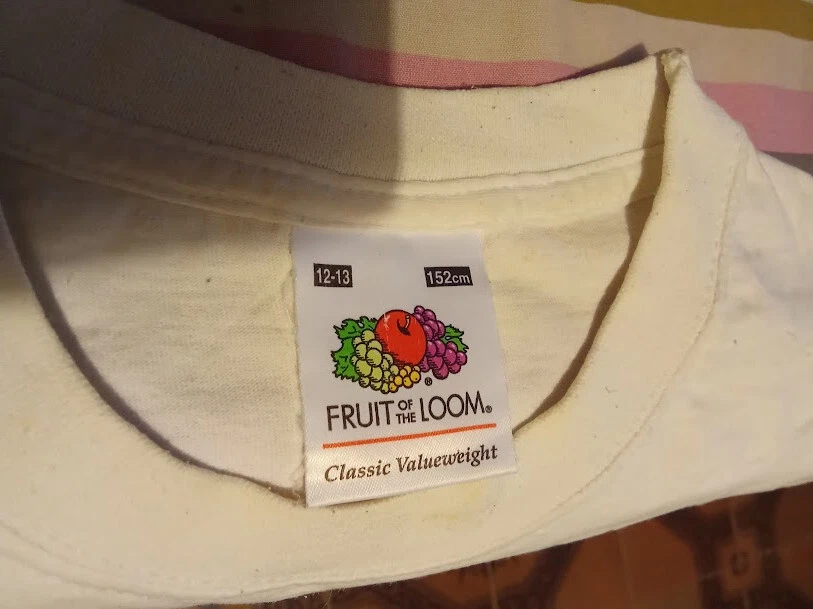 12-13 152cm
®
FRUIT OF THE LOOM®
Classic Valueweight